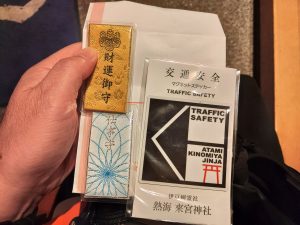 財運御守
交通安全
マグネットステッカー
TRAFFIC SAFETY
TRAFFIC
SAFETY
ATAMI
KINOMIYA
JINJA
熱海 來宮神社